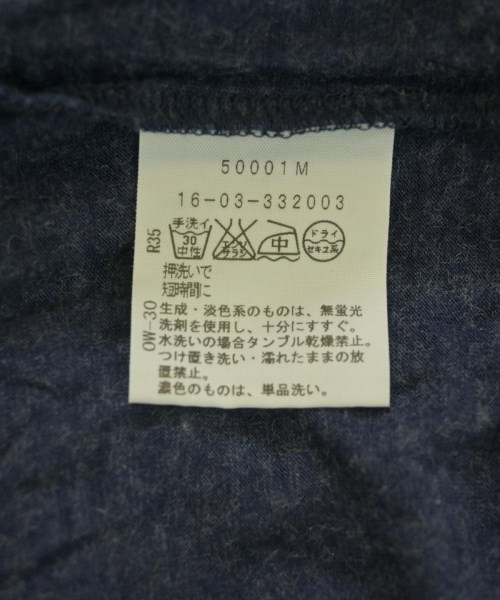 50001M
16-03-332003
R35
手洗イ
30
中性
エンソ
サラシ
中
ドライ
セキユ系
押洗いで
短時間に
OW-30
生成・淡色系のものは、無蛍光
洗剤を使用し、十分にすすぐ。
水洗いの場合タンブル乾燥禁止。
つけ置き洗い・濡れたままの放
置禁止。
濃色のものは、単品洗い。